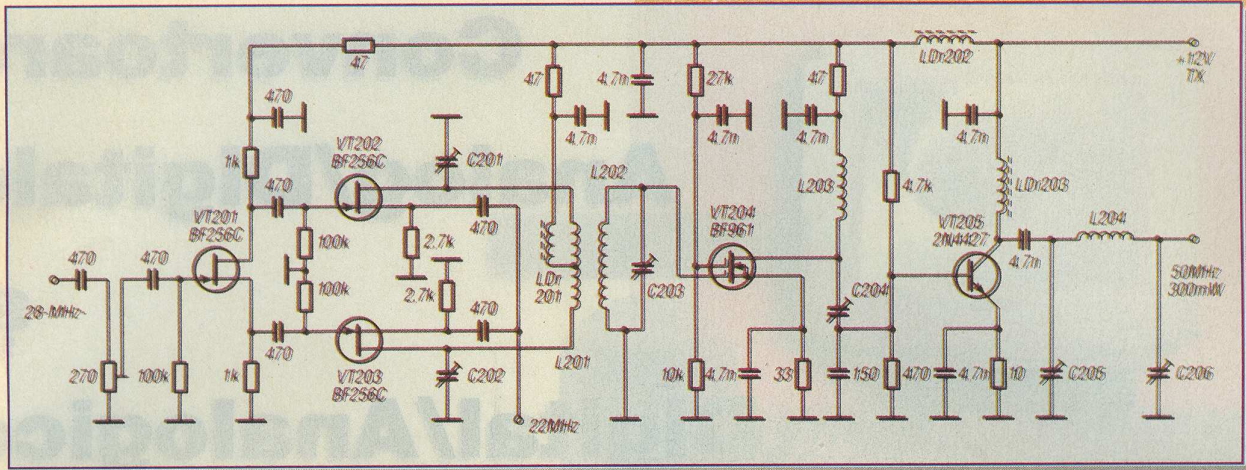 47
470
1k
VT202
BF256C
470
VT201
BF256C
470
470
28-MHz-
270
100k
1k
470
100k
100k
VT203
BF256C
C201
470
2.7k
2.7k
470
C202
22MHz
47
4.7n
4.7n
L202
LDr
201
L201
C203
27k
4.7n
VT204
BF961
10k
4.7n
33
47
4.7n
L203
C204
150
4.7k
470
LDr202
4.7n
LDr203
VT205
2N4427
4.7n
L204
4.7n
10
C205
C206
+12V
TX
50MHz
300mW